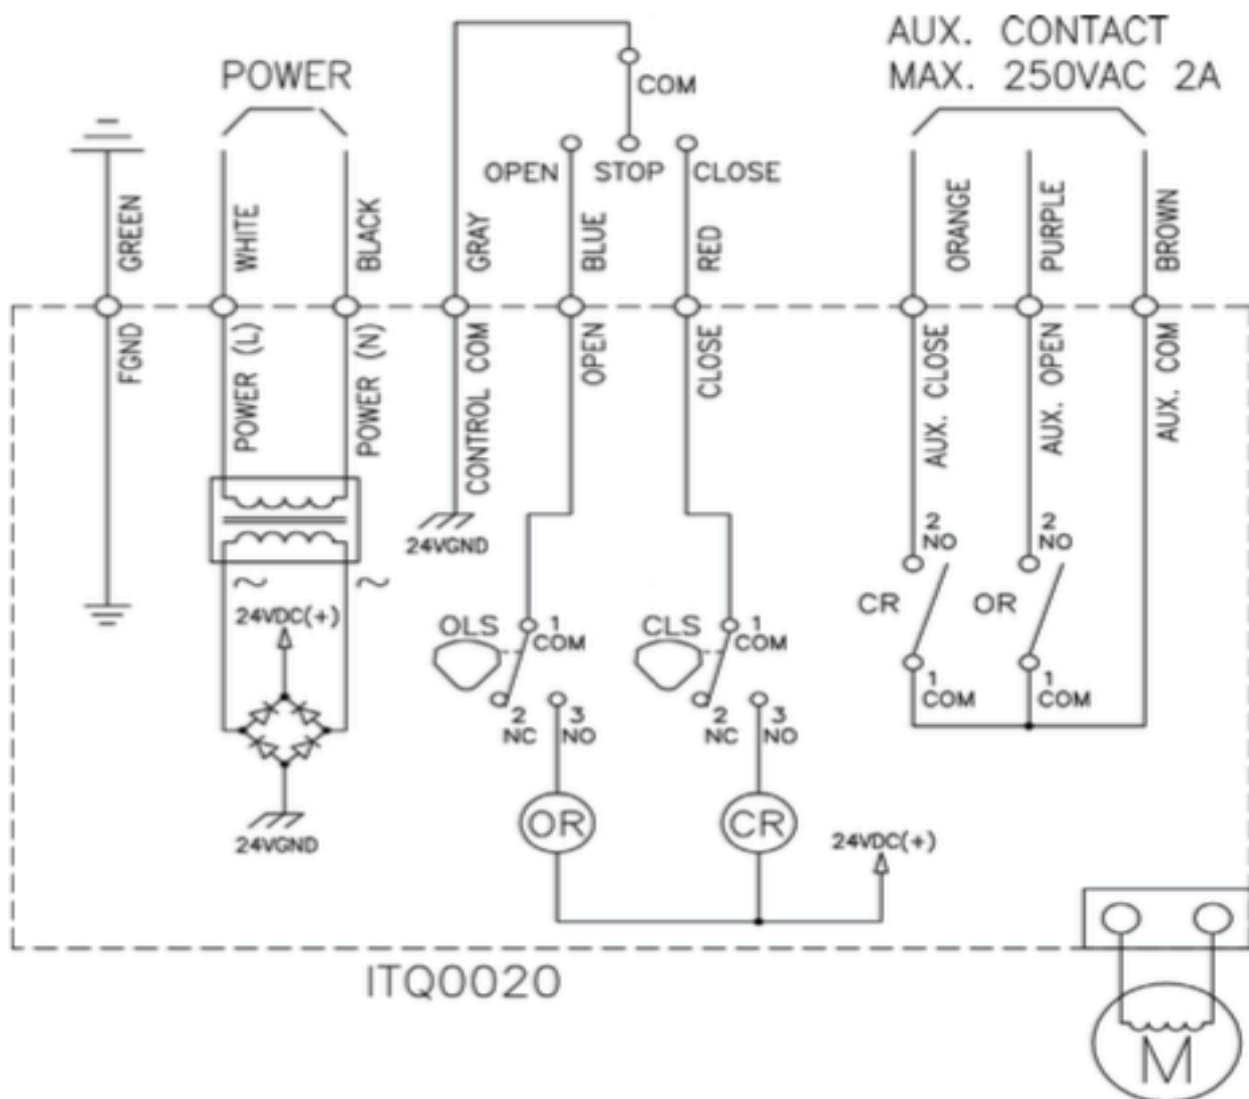 AUX. CONTACT
MAX. 250VAC 2A
POWER
COM
OPEN
STOP
CLOSE
GREEN
WHITE
BLACK
GRAY
BLUE
RED
ORANGE
PURPLE
BROWN
FGND
POWER (L)
POWER (N)
CONTROL COM
OPEN
CLOSE
AUX. CLOSE
AUX. OPEN
AUX. COM
24VGND
2
NO
2
NO
CR
OR
1
COM
1
COM
24VDC(+)
OLS
1
COM
CLS
1
COM
2
NC
3
NO
2
NC
3
NO
OR
CR
24VGND
24VDC(+)
ITQ0020
M